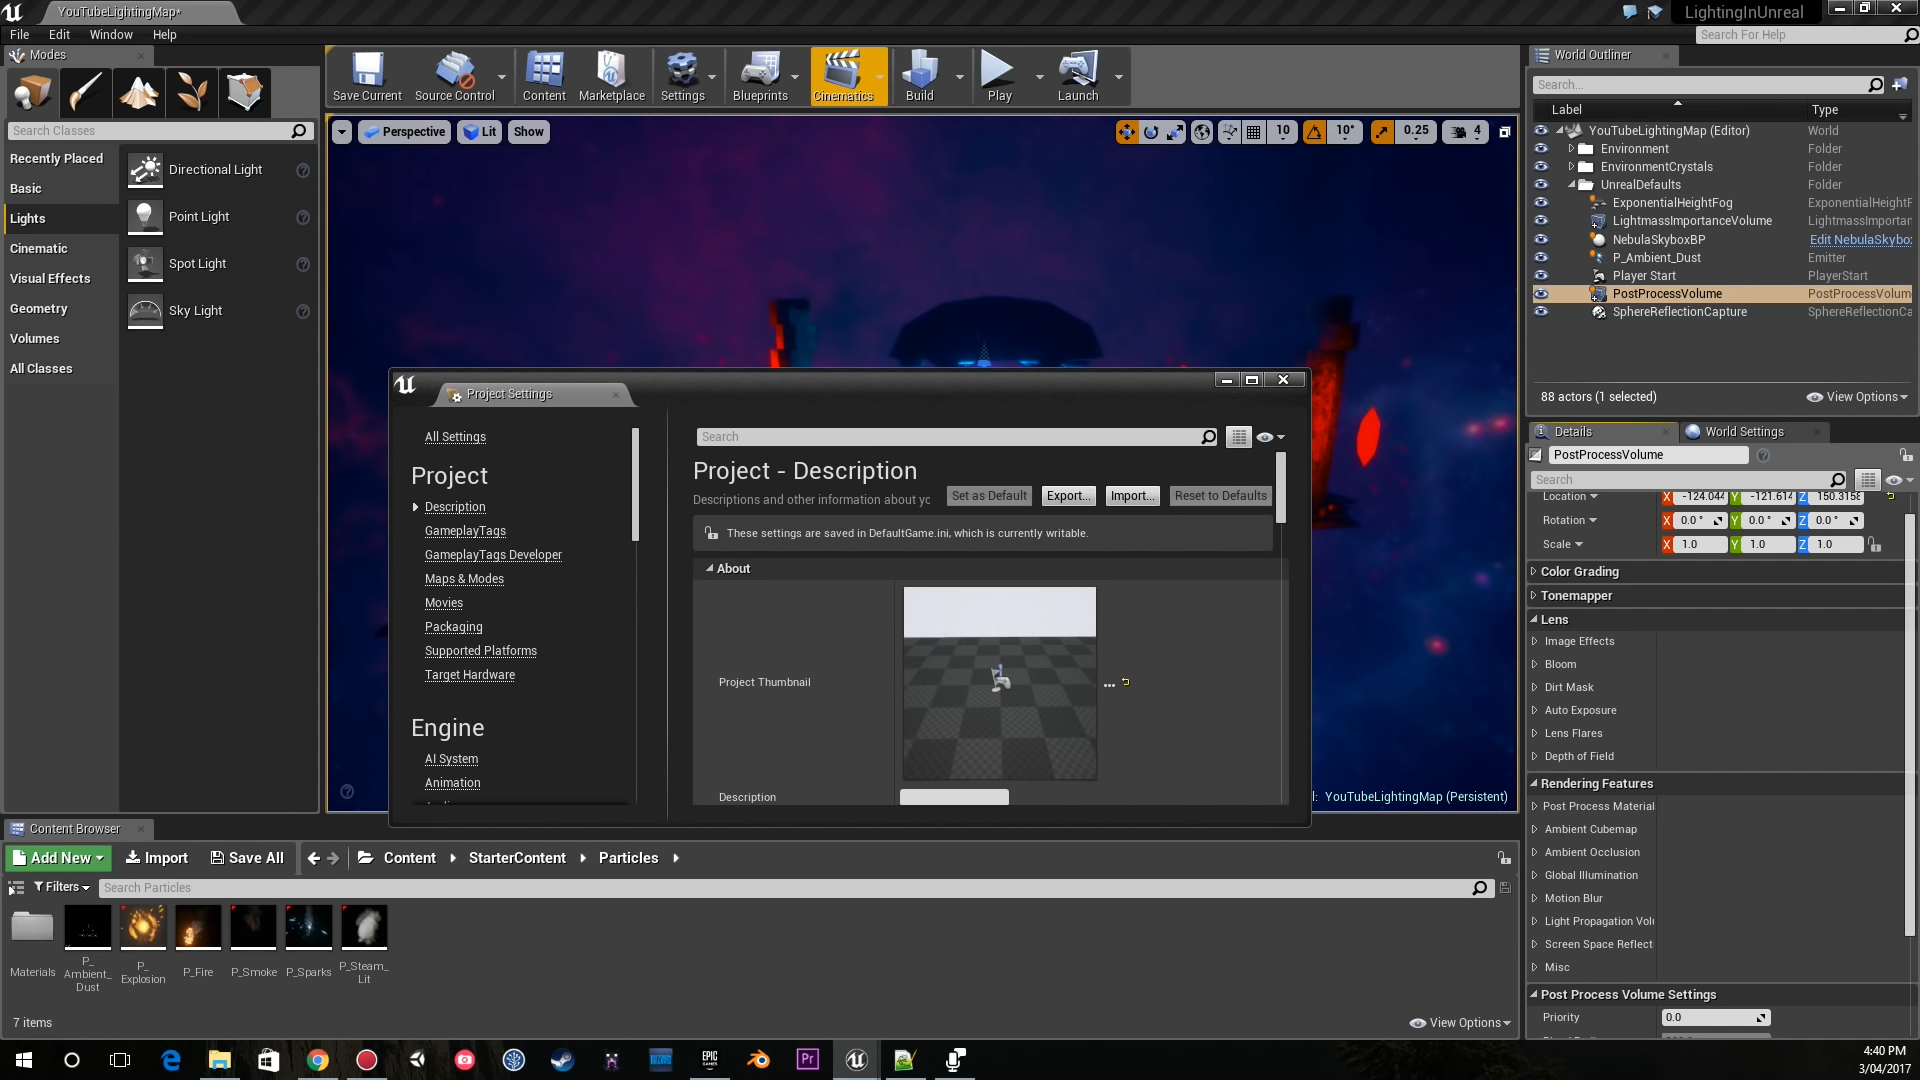 YouTubeLightingMap*
LightingInUnreal
File Edit Window Help
Search For Help
Modes
Search Classes
Recently Placed
Basic
Lights
Cinematic
Visual Effects
Geometry
Volumes
All Classes
Directional Light
Point Light
Spot Light
Sky Light
Save Current
Source Control
Content
Marketplace
Settings
Blueprints
Cinematics
Build
Play
Launch
Perspective
Lit
Show
10
10°
0.25
4
World Outliner
Search...
Label Type
YouTubeLightingMap (Editor) World
Environment Folder
EnvironmentCrystals Folder
UnrealDefaults Folder
ExponentialHeightFog ExponentialHeightF
LightmassImportanceVolume LightmassImportar
NebulaSkyboxBP Edit NebulaSkybo
P_Ambient_Dust Emitter
Player Start PlayerStart
PostProcessVolume PostProcessVolum
SphereReflectionCapture SphereReflectionCa
88 actors (1 selected)
View Options
Project Settings
All Settings
Project
Description
GameplayTags
GameplayTags Developer
Maps & Modes
Movies
Packaging
Supported Platforms
Target Hardware
Engine
AI System
Animation
Search
Project - Description
Descriptions and other information about yo
Set as Default
Export...
Import...
Reset to Defaults
These settings are saved in DefaultGame.ini, which is currently writable.
About
Project Thumbnail
Description
YouTubeLightingMap (Persistent)
Details
World Settings
PostProcessVolume
Search
Location X -124.044 Y -121.614 Z 150.3158
Rotation X 0.0 ° Y 0.0 ° Z 0.0 °
Scale X 1.0 Y 1.0 Z 1.0
Color Grading
Tonemapper
Lens
Image Effects
Bloom
Dirt Mask
Auto Exposure
Lens Flares
Depth of Field
Rendering Features
Post Process Material
Ambient Cubemap
Ambient Occlusion
Global Illumination
Motion Blur
Light Propagation Volu
Screen Space Reflect
Misc
Post Process Volume Settings
Priority 0.0
Content Browser
Add New
Import
Save All
Content
StarterContent
Particles
Filters
Search Particles
Materials
P_
Ambient_
Dust
P_
Explosion
P_Fire
P_Smoke
P_Sparks
P_Steam_
Lit
7 items
View Options
EPIC
GAMES
Pr
4:40 PM
3/04/2017